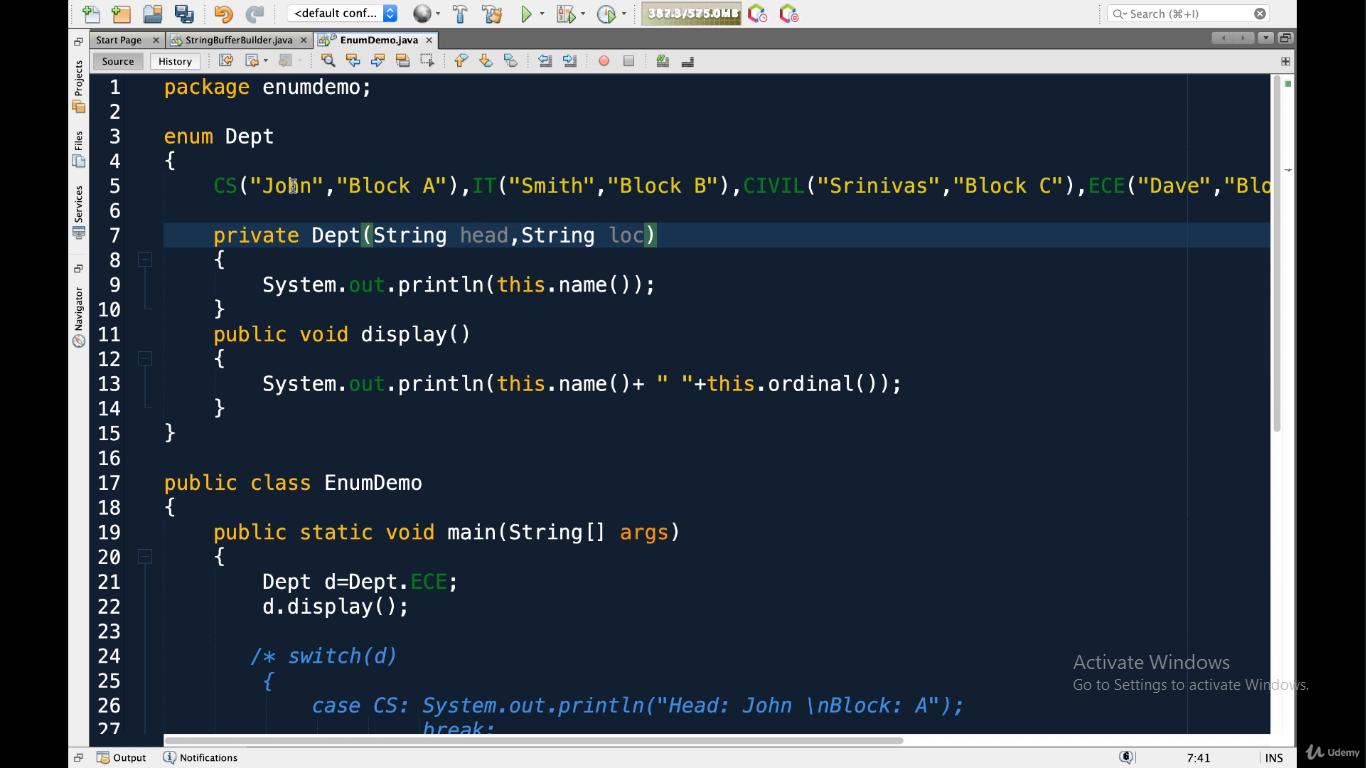 <default conf...
387.3/575.0MB
Search (⌘+I)
Start Page
StringBufferBuilder.java
EnumDemo.java
Source
History
Projects
Files
Services
Navigator
1 package enumdemo;
2
3 enum Dept
4 {
5 CS("John","Block A"),IT("Smith","Block B"),CIVIL("Srinivas","Block C"),ECE("Dave","Blo
6
7 private Dept(String head,String loc)
8 {
9 System.out.println(this.name());
10 }
11 public void display()
12 {
13 System.out.println(this.name()+ " "+this.ordinal());
14 }
15 }
16
17 public class EnumDemo
18 {
19 public static void main(String[] args)
20 {
21 Dept d=Dept.ECE;
22 d.display();
23
24 /* switch(d)
25 {
26 case CS: System.out.println("Head: John \nBlock: A");
27 break;
Activate Windows
Go to Settings to activate Windows.
Output
Notifications
6
7:41
INS
Udemy